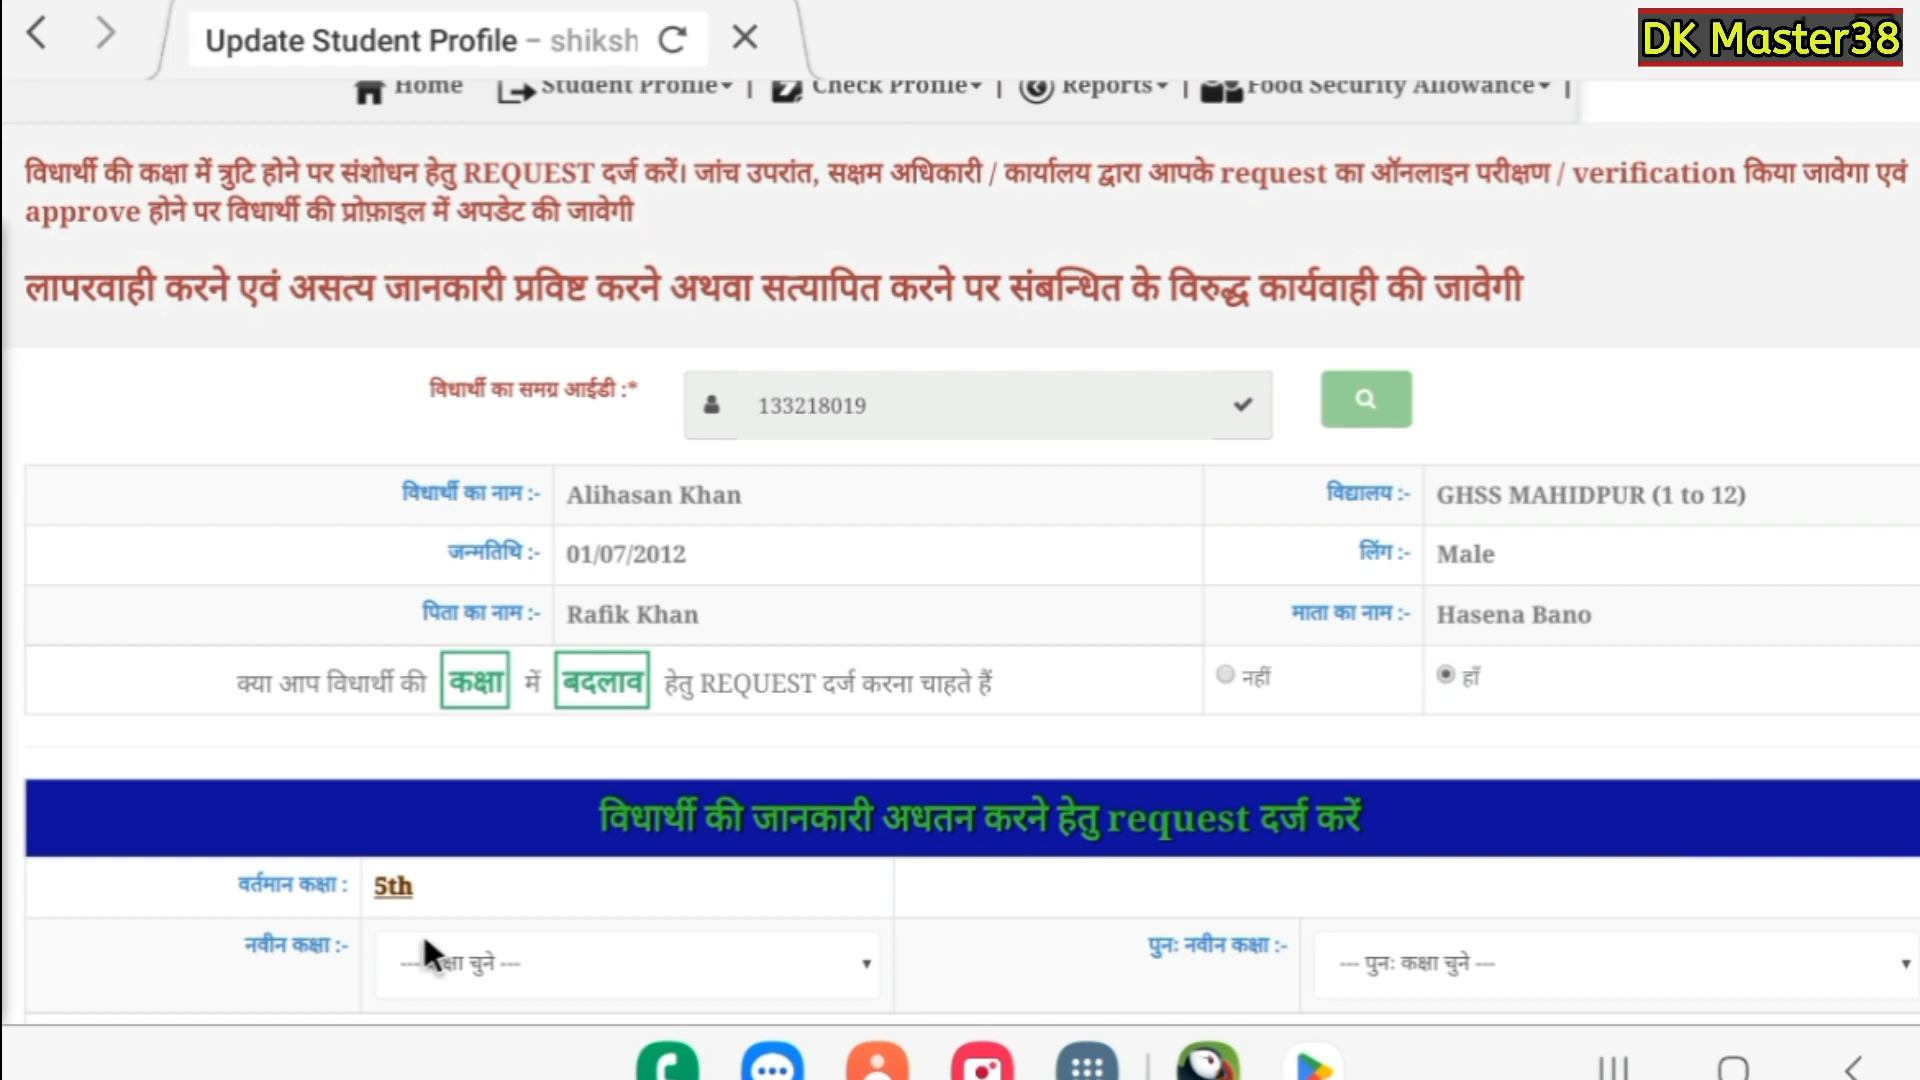 Update Student Profile – shiksh
DK Master38
Home Student Profile | Check Profile | Reports | Food Security Allowance |
विधार्थी की कक्षा में त्रुटि होने पर संशोधन हेतु REQUEST दर्ज करें। जांच उपरांत, सक्षम अधिकारी / कार्यालय द्वारा आपके request का ऑनलाइन परीक्षण / verification किया जावेगा एवं
approve होने पर विधार्थी की प्रोफ़ाइल में अपडेट की जावेगी
लापरवाही करने एवं असत्य जानकारी प्रविष्ट करने अथवा सत्यापित करने पर संबन्धित के विरुद्ध कार्यवाही की जावेगी
विधार्थी का समग्र आईडी :* 133218019
विधार्थी का नाम :- Alihasan Khan विद्यालय :- GHSS MAHIDPUR (1 to 12)
जन्मतिथि :- 01/07/2012 लिंग :- Male
पिता का नाम :- Rafik Khan माता का नाम :- Hasena Bano
क्या आप विधार्थी की कक्षा में बदलाव हेतु REQUEST दर्ज करना चाहते हैं नहीं हाँ
विधार्थी की जानकारी अधतन करने हेतु request दर्ज करें
वर्तमान कक्षा : 5th
नवीन कक्षा :- चुने --- पुनः नवीन कक्षा :- --- पुनः कक्षा चुने ---